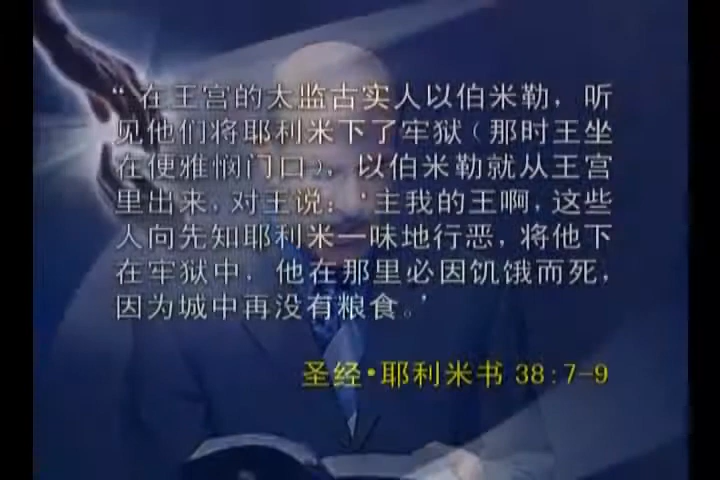 “在王宫的太监古实人以伯米勒，听
见他们将耶利米下了牢狱（那时王坐
在便雅悯门口），以伯米勒就从王宫
里出来，对王说：‘主我的王啊，这些
人向先知耶利米一味地行恶，将他下
在牢狱中，他在那里必因饥饿而死，
因为城中再没有粮食。’
圣经•耶利米书 38:7-9